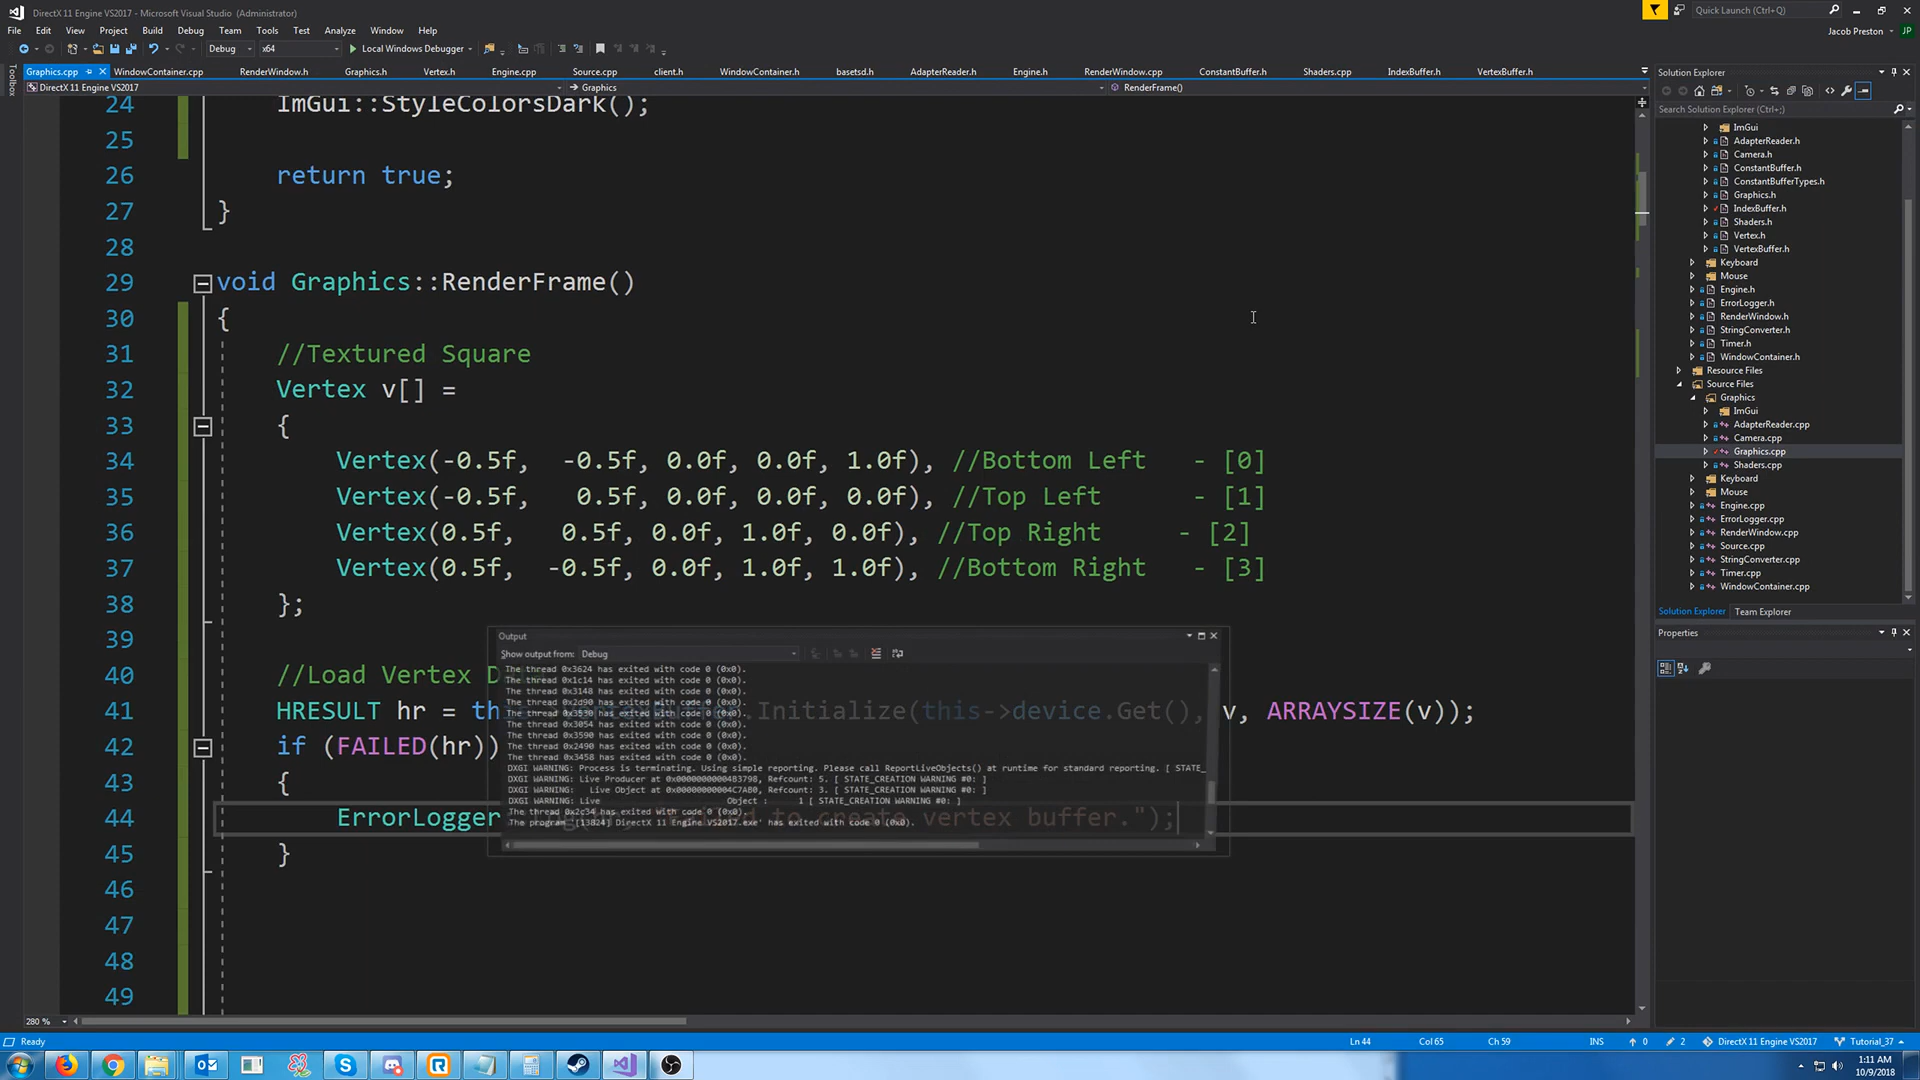 DirectX 11 Engine VS2017 - Microsoft Visual Studio (Administrator)
Quick Launch (Ctrl+Q)
File Edit View Project Build Debug Team Tools Test Analyze Window Help
Jacob Preston JP
Debug x64 Local Windows Debugger
Toolbox
Graphics.cpp WindowContainer.cpp RenderWindow.h Graphics.h Vertex.h Engine.cpp Source.cpp client.h WindowContainer.h basetsd.h AdapterReader.h Engine.h RenderWindow.cpp ConstantBuffer.h Shaders.cpp IndexBuffer.h VertexBuffer.h
DirectX 11 Engine VS2017 Graphics RenderFrame()
24 ImGui::StyleColorsDark();
25
26 return true;
27 }
28
29 void Graphics::RenderFrame()
30 {
31 //Textured Square
32 Vertex v[] =
33 {
34 Vertex(-0.5f, -0.5f, 0.0f, 0.0f, 1.0f), //Bottom Left - [0]
35 Vertex(-0.5f, 0.5f, 0.0f, 0.0f, 0.0f), //Top Left - [1]
36 Vertex(0.5f, 0.5f, 0.0f, 1.0f, 0.0f), //Top Right - [2]
37 Vertex(0.5f, -0.5f, 0.0f, 1.0f, 1.0f), //Bottom Right - [3]
38 };
39
40 //Load Vertex D
41 HRESULT hr = th .Initialize(this->device.Get(), v, ARRAYSIZE(v));
42 if (FAILED(hr))
43 {
44 ErrorLogger to create vertex buffer.");
45 }
46
47
48
49
Output
Show output from: Debug
The thread 0x3624 has exited with code 0 (0x0).
The thread 0x1c14 has exited with code 0 (0x0).
The thread 0x3148 has exited with code 0 (0x0).
The thread 0x2d90 has exited with code 0 (0x0).
The thread 0x3530 has exited with code 0 (0x0).
The thread 0x3054 has exited with code 0 (0x0).
The thread 0x3590 has exited with code 0 (0x0).
The thread 0x2490 has exited with code 0 (0x0).
The thread 0x3458 has exited with code 0 (0x0).
DXGI WARNING: Process is terminating. Using simple reporting. Please call ReportLiveObjects() at runtime for standard reporting. [ STATE_
DXGI WARNING: Live Producer at 0x00000000004B3798, Refcount: 5. [ STATE_CREATION WARNING #0: ]
DXGI WARNING: Live Object at 0x00000000004C7AB0, Refcount: 3. [ STATE_CREATION WARNING #0: ]
DXGI WARNING: Live Object : 1 [ STATE_CREATION WARNING #0: ]
The thread 0x2c34 has exited with code 0 (0x0).
The program '[13824] DirectX 11 Engine VS2017.exe' has exited with code 0 (0x0).
Solution Explorer
Search Solution Explorer (Ctrl+;)
ImGui
AdapterReader.h
Camera.h
ConstantBuffer.h
ConstantBufferTypes.h
Graphics.h
IndexBuffer.h
Shaders.h
Vertex.h
VertexBuffer.h
Keyboard
Mouse
Engine.h
ErrorLogger.h
RenderWindow.h
StringConverter.h
Timer.h
WindowContainer.h
Resource Files
Source Files
Graphics
ImGui
AdapterReader.cpp
Camera.cpp
Graphics.cpp
Shaders.cpp
Keyboard
Mouse
Engine.cpp
ErrorLogger.cpp
RenderWindow.cpp
Source.cpp
StringConverter.cpp
Timer.cpp
WindowContainer.cpp
Solution Explorer Team Explorer
Properties
280 %
Ready Ln 44 Col 65 Ch 59 INS 0 2 DirectX 11 Engine VS2017 Tutorial_37
1:11 AM
10/9/2018